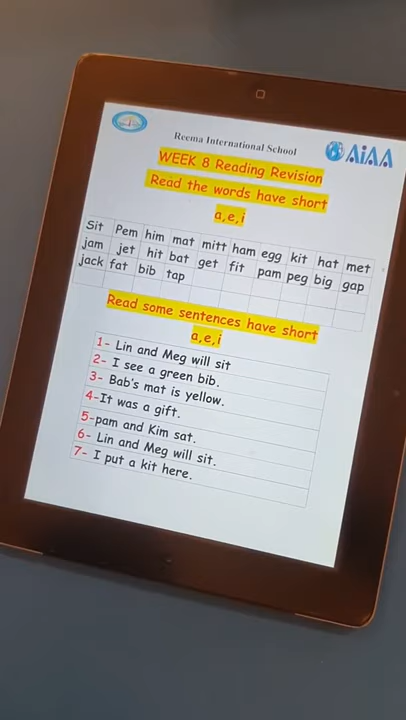 Reema International School
AiAA
WEEK 8 Reading Revision
Read the words have short
a,e,i
Sit Pem him mat mitt ham egg kit hat met
jam jet hit bat get fit pam peg big gap
jack fat bib tap
Read some sentences have short
a,e,i
1- Lin and Meg will sit
2- I see a green bib.
3- Bab's mat is yellow.
4-It was a gift.
5-pam and Kim sat.
6- Lin and Meg will sit.
7- I put a kit here.